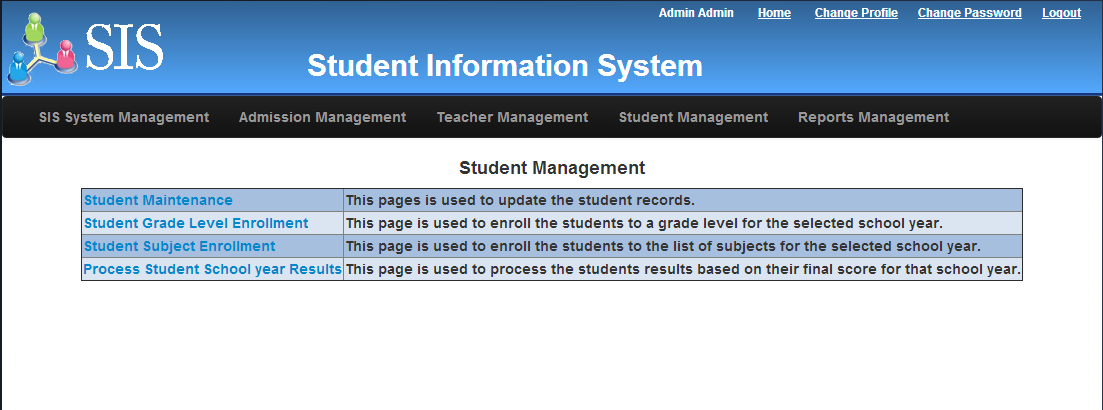 Admin Admin Home Change Profile Change Password Logout
SIS
Student Information System
SIS System Management Admission Management Teacher Management Student Management Reports Management
Student Management
Student Maintenance This pages is used to update the student records.
Student Grade Level Enrollment This page is used to enroll the students to a grade level for the selected school year.
Student Subject Enrollment This page is used to enroll the students to the list of subjects for the selected school year.
Process Student School year Results This page is used to process the students results based on their final score for that school year.